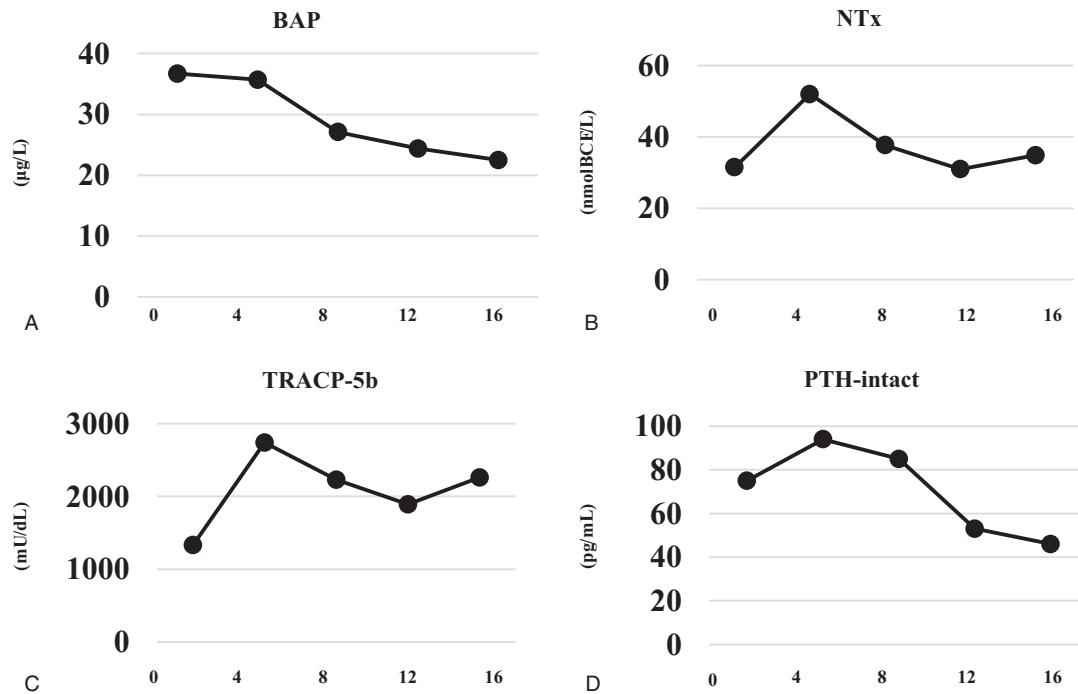 BAP
40
30
20
10
0
(µg/L)
0 4 8 12 16
A
NTx
60
40
20
0
(nmolBCE/L)
0 4 8 12 16
B
TRACP-5b
3000
2000
1000
0
(mU/dL)
0 4 8 12 16
C
PTH-intact
100
80
60
40
20
0
(pg/mL)
0 4 8 12 16
D